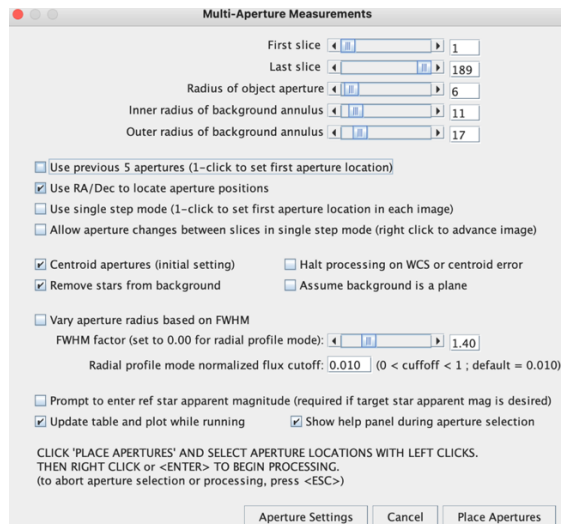 Multi-Aperture Measurements
First slice 1
Last slice 189
Radius of object aperture 6
Inner radius of background annulus 11
Outer radius of background annulus 17
Use previous 5 apertures (1-click to set first aperture location)
Use RA/Dec to locate aperture positions
Use single step mode (1-click to set first aperture location in each image)
Allow aperture changes between slices in single step mode (right click to advance image)
Centroid apertures (initial setting) Halt processing on WCS or centroid error
Remove stars from background Assume background is a plane
Vary aperture radius based on FWHM
FWHM factor (set to 0.00 for radial profile mode): 1.40
Radial profile mode normalized flux cutoff: 0.010 (0 < cuffoff < 1 ; default = 0.010)
Prompt to enter ref star apparent magnitude (required if target star apparent mag is desired)
Update table and plot while running Show help panel during aperture selection
CLICK 'PLACE APERTURES' AND SELECT APERTURE LOCATIONS WITH LEFT CLICKS.
THEN RIGHT CLICK or <ENTER> TO BEGIN PROCESSING.
(to abort aperture selection or processing, press <ESC>)
Aperture Settings Cancel Place Apertures